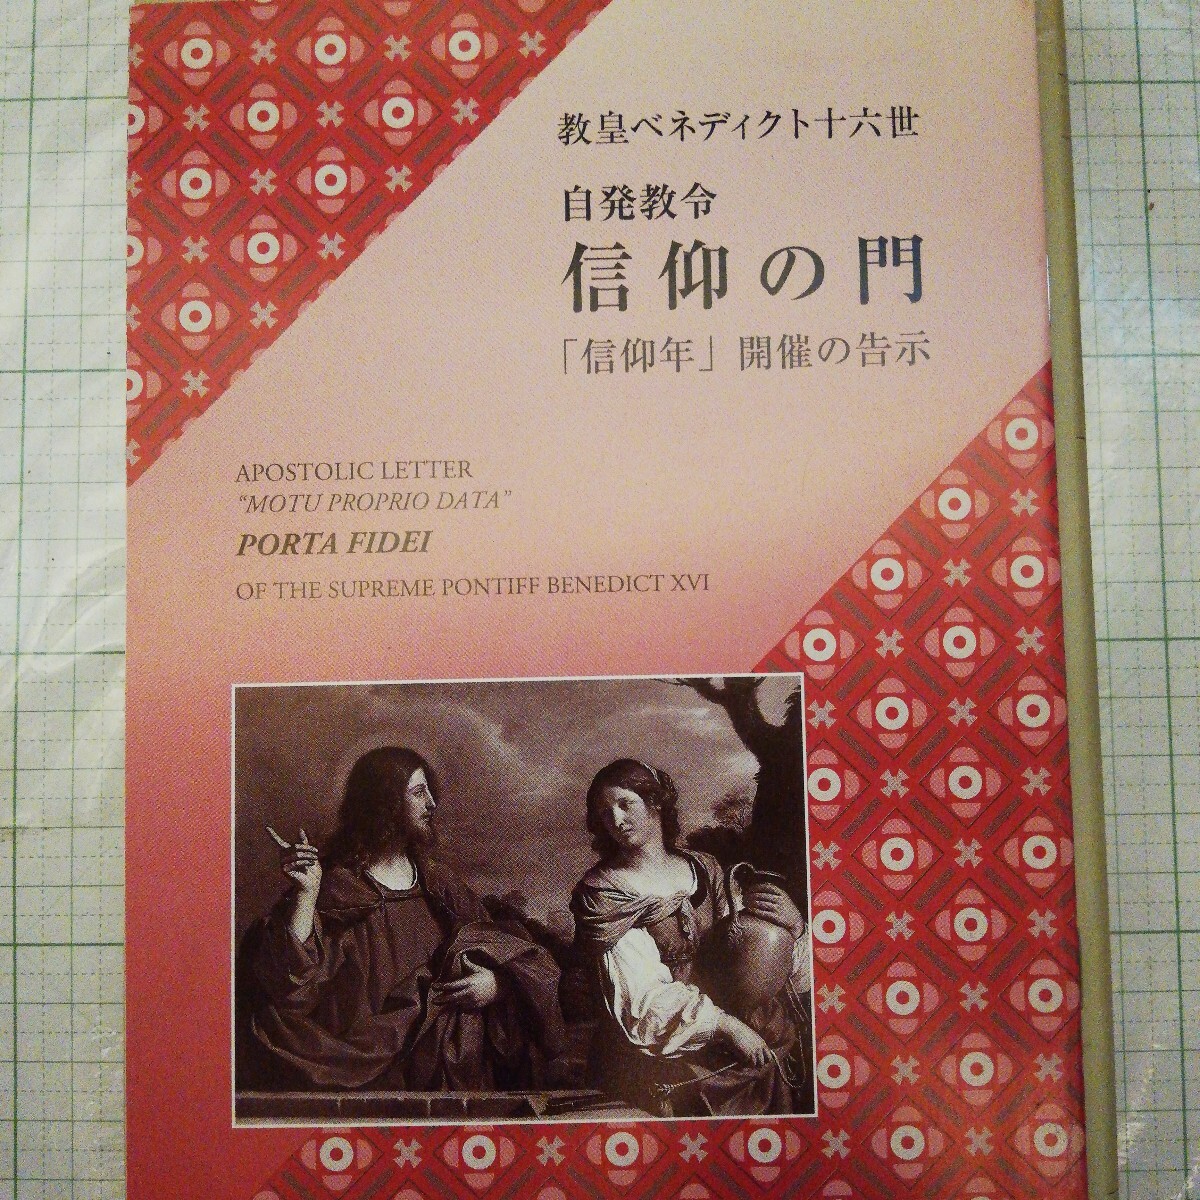 教皇ベネディクト十六世
自発教令
信仰の門
「信仰年」開催の告示
APOSTOLIC LETTER
“MOTU PROPRIO DATA”
PORTA FIDEI
OF THE SUPREME PONTIFF BENEDICT XVI